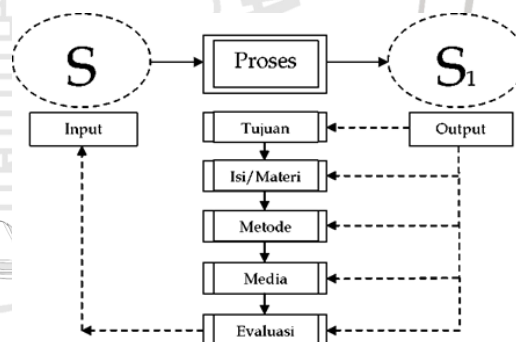 S
Proses
S1
Input
Tujuan
Output
Isi/Materi
Metode
Media
Evaluasi